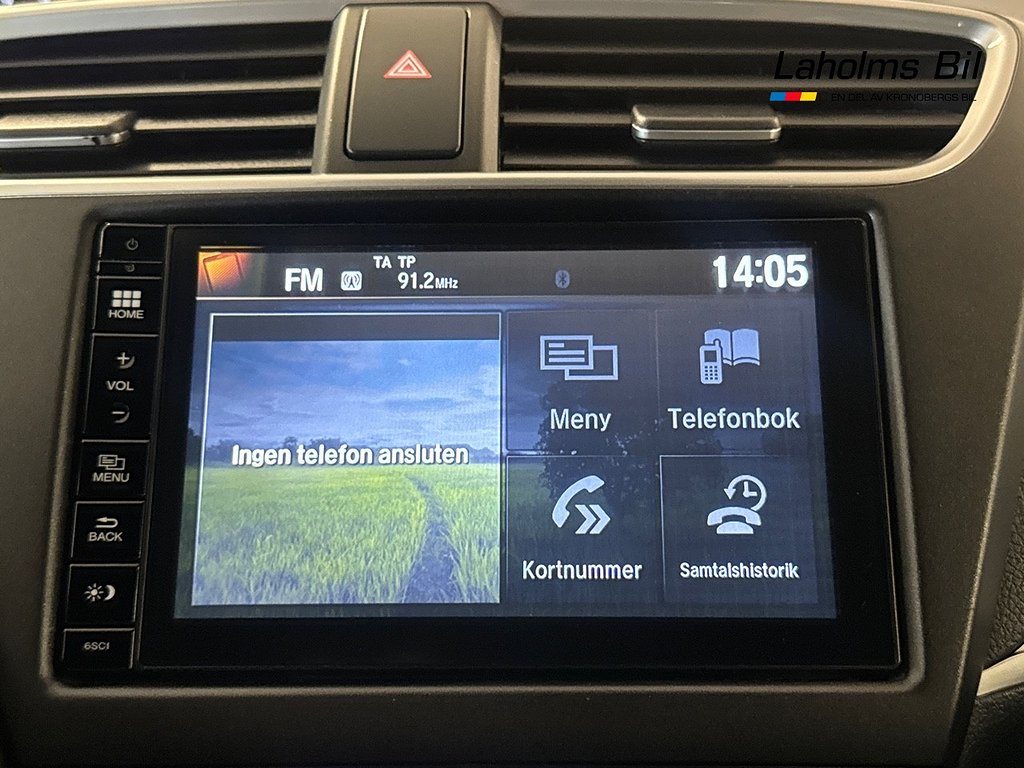 Laholms Bil
EN DEL AV KRONOBERGS BIL
TA TP
FM
91.2MHz
14:05
HOME
VOL
MENU
BACK
6SC1
Ingen telefon ansluten
Meny
Telefonbok
Kortnummer
Samtalshistorik